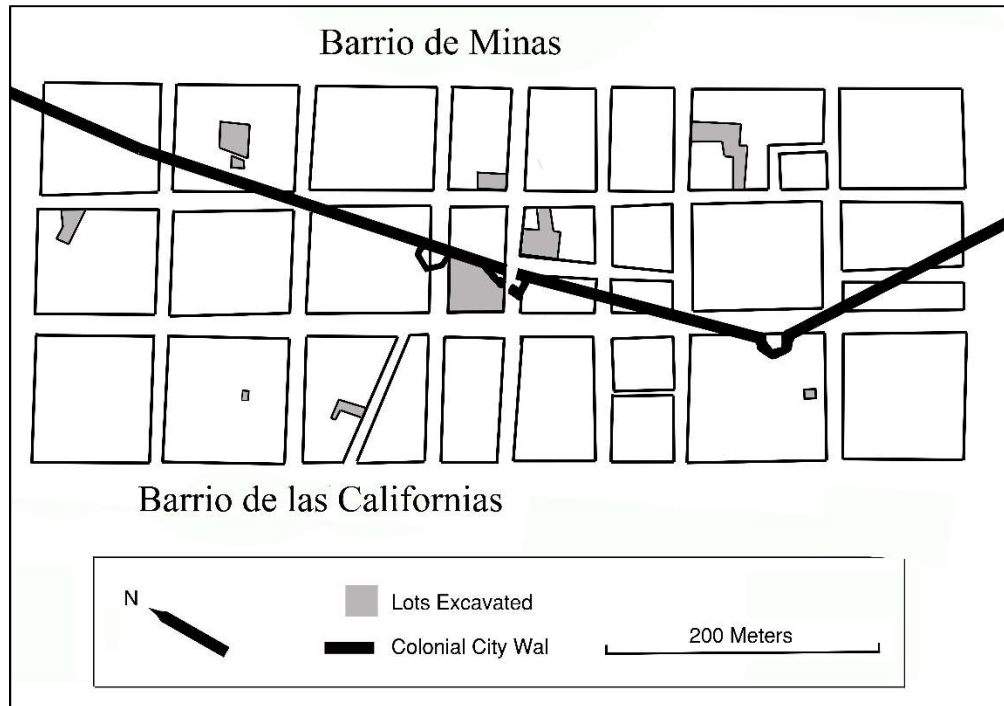 Barrio de Minas
Barrio de las Californias
N
Lots Excavated
Colonial City Wal
200 Meters